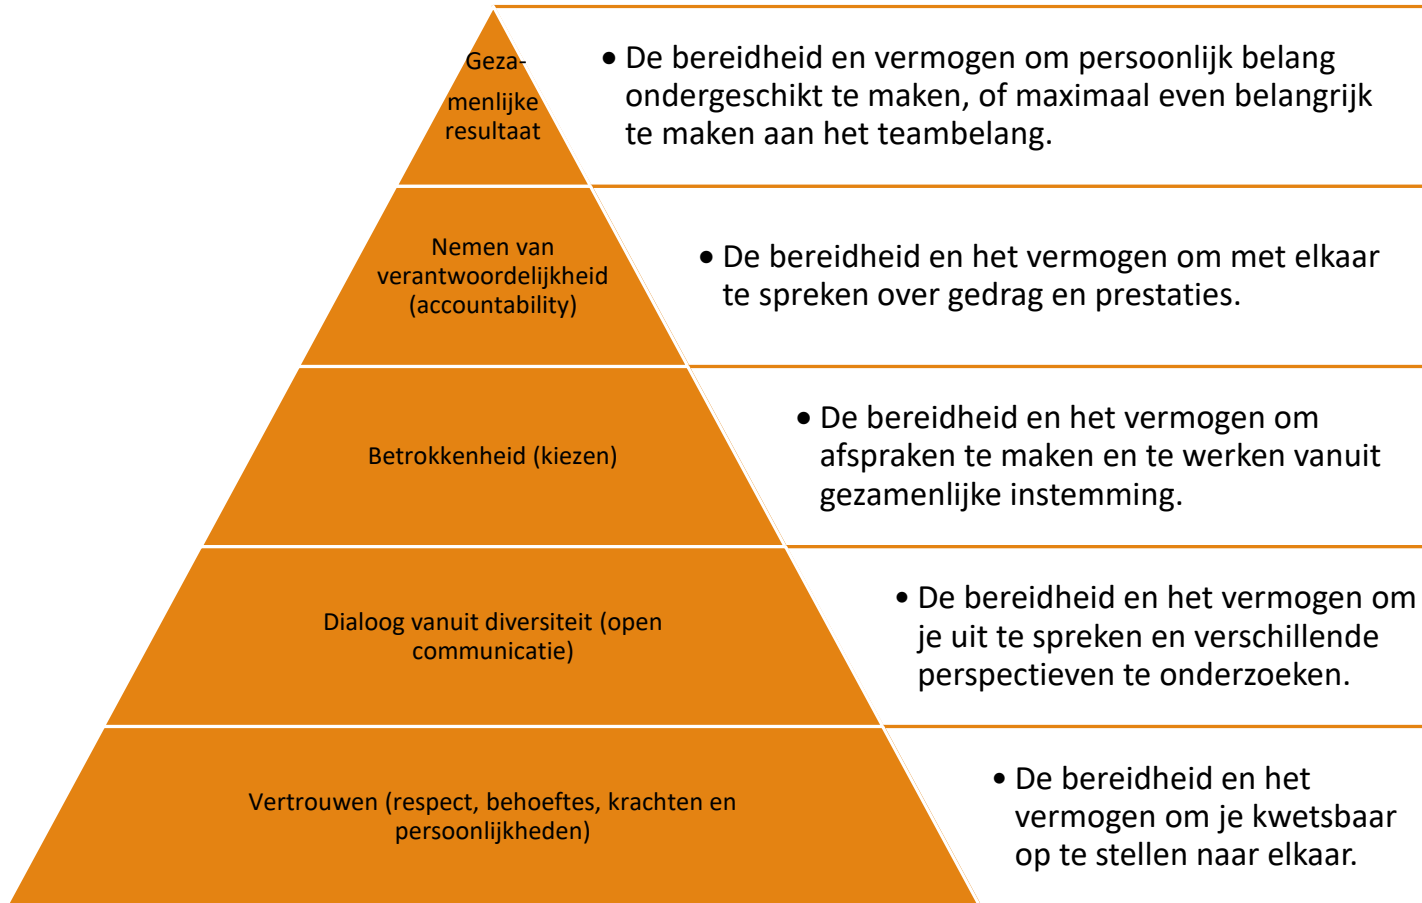 Geza-
menlijke
resultaat
• De bereidheid en vermogen om persoonlijk belang
ondergeschikt te maken, of maximaal even belangrijk
te maken aan het teambelang.
Nemen van
verantwoordelijkheid
(accountability)
• De bereidheid en het vermogen om met elkaar
te spreken over gedrag en prestaties.
Betrokkenheid (kiezen)
• De bereidheid en het vermogen om
afspraken te maken en te werken vanuit
gezamenlijke instemming.
Dialoog vanuit diversiteit (open
communicatie)
• De bereidheid en het vermogen om
je uit te spreken en verschillende
perspectieven te onderzoeken.
Vertrouwen (respect, behoeftes, krachten en
persoonlijkheden)
• De bereidheid en het
vermogen om je kwetsbaar
op te stellen naar elkaar.